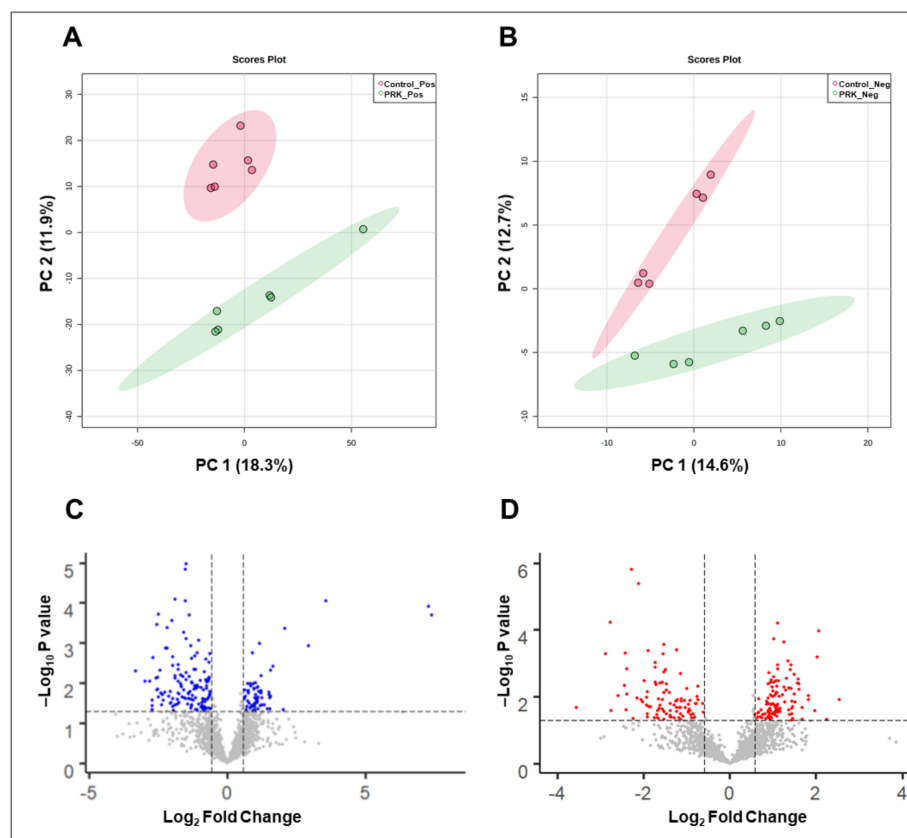 A
Scores Plot
Control_Pos
PRK_Pos
30
20
10
0
-10
-20
-30
-40
-50
0
50
PC 2 (11.9%)
PC 1 (18.3%)
B
Scores Plot
Control_Neg
PRK_Neg
15
10
5
0
-5
-10
-10
0
10
20
PC 2 (12.7%)
PC 1 (14.6%)
C
5
4
3
2
1
0
-5
0
5
–Log10 P value
Log2 Fold Change
D
6
4
2
0
-4
-2
0
2
4
–Log10 P value
Log2 Fold Change